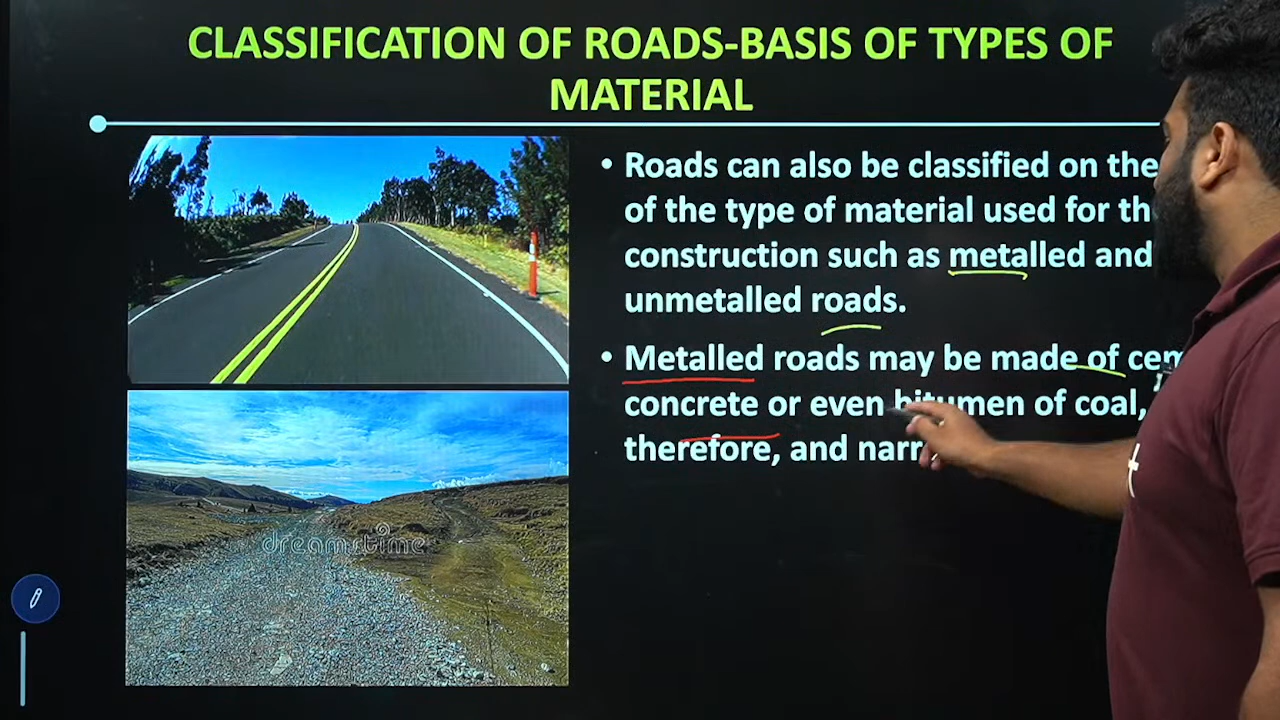 CLASSIFICATION OF ROADS-BASIS OF TYPES OF
MATERIAL
• Roads can also be classified on the
of the type of material used for the
construction such as metalled and
unmetalled roads.
• Metalled roads may be made of
concrete or even bitumen of coal,
therefore, and
dreamstime